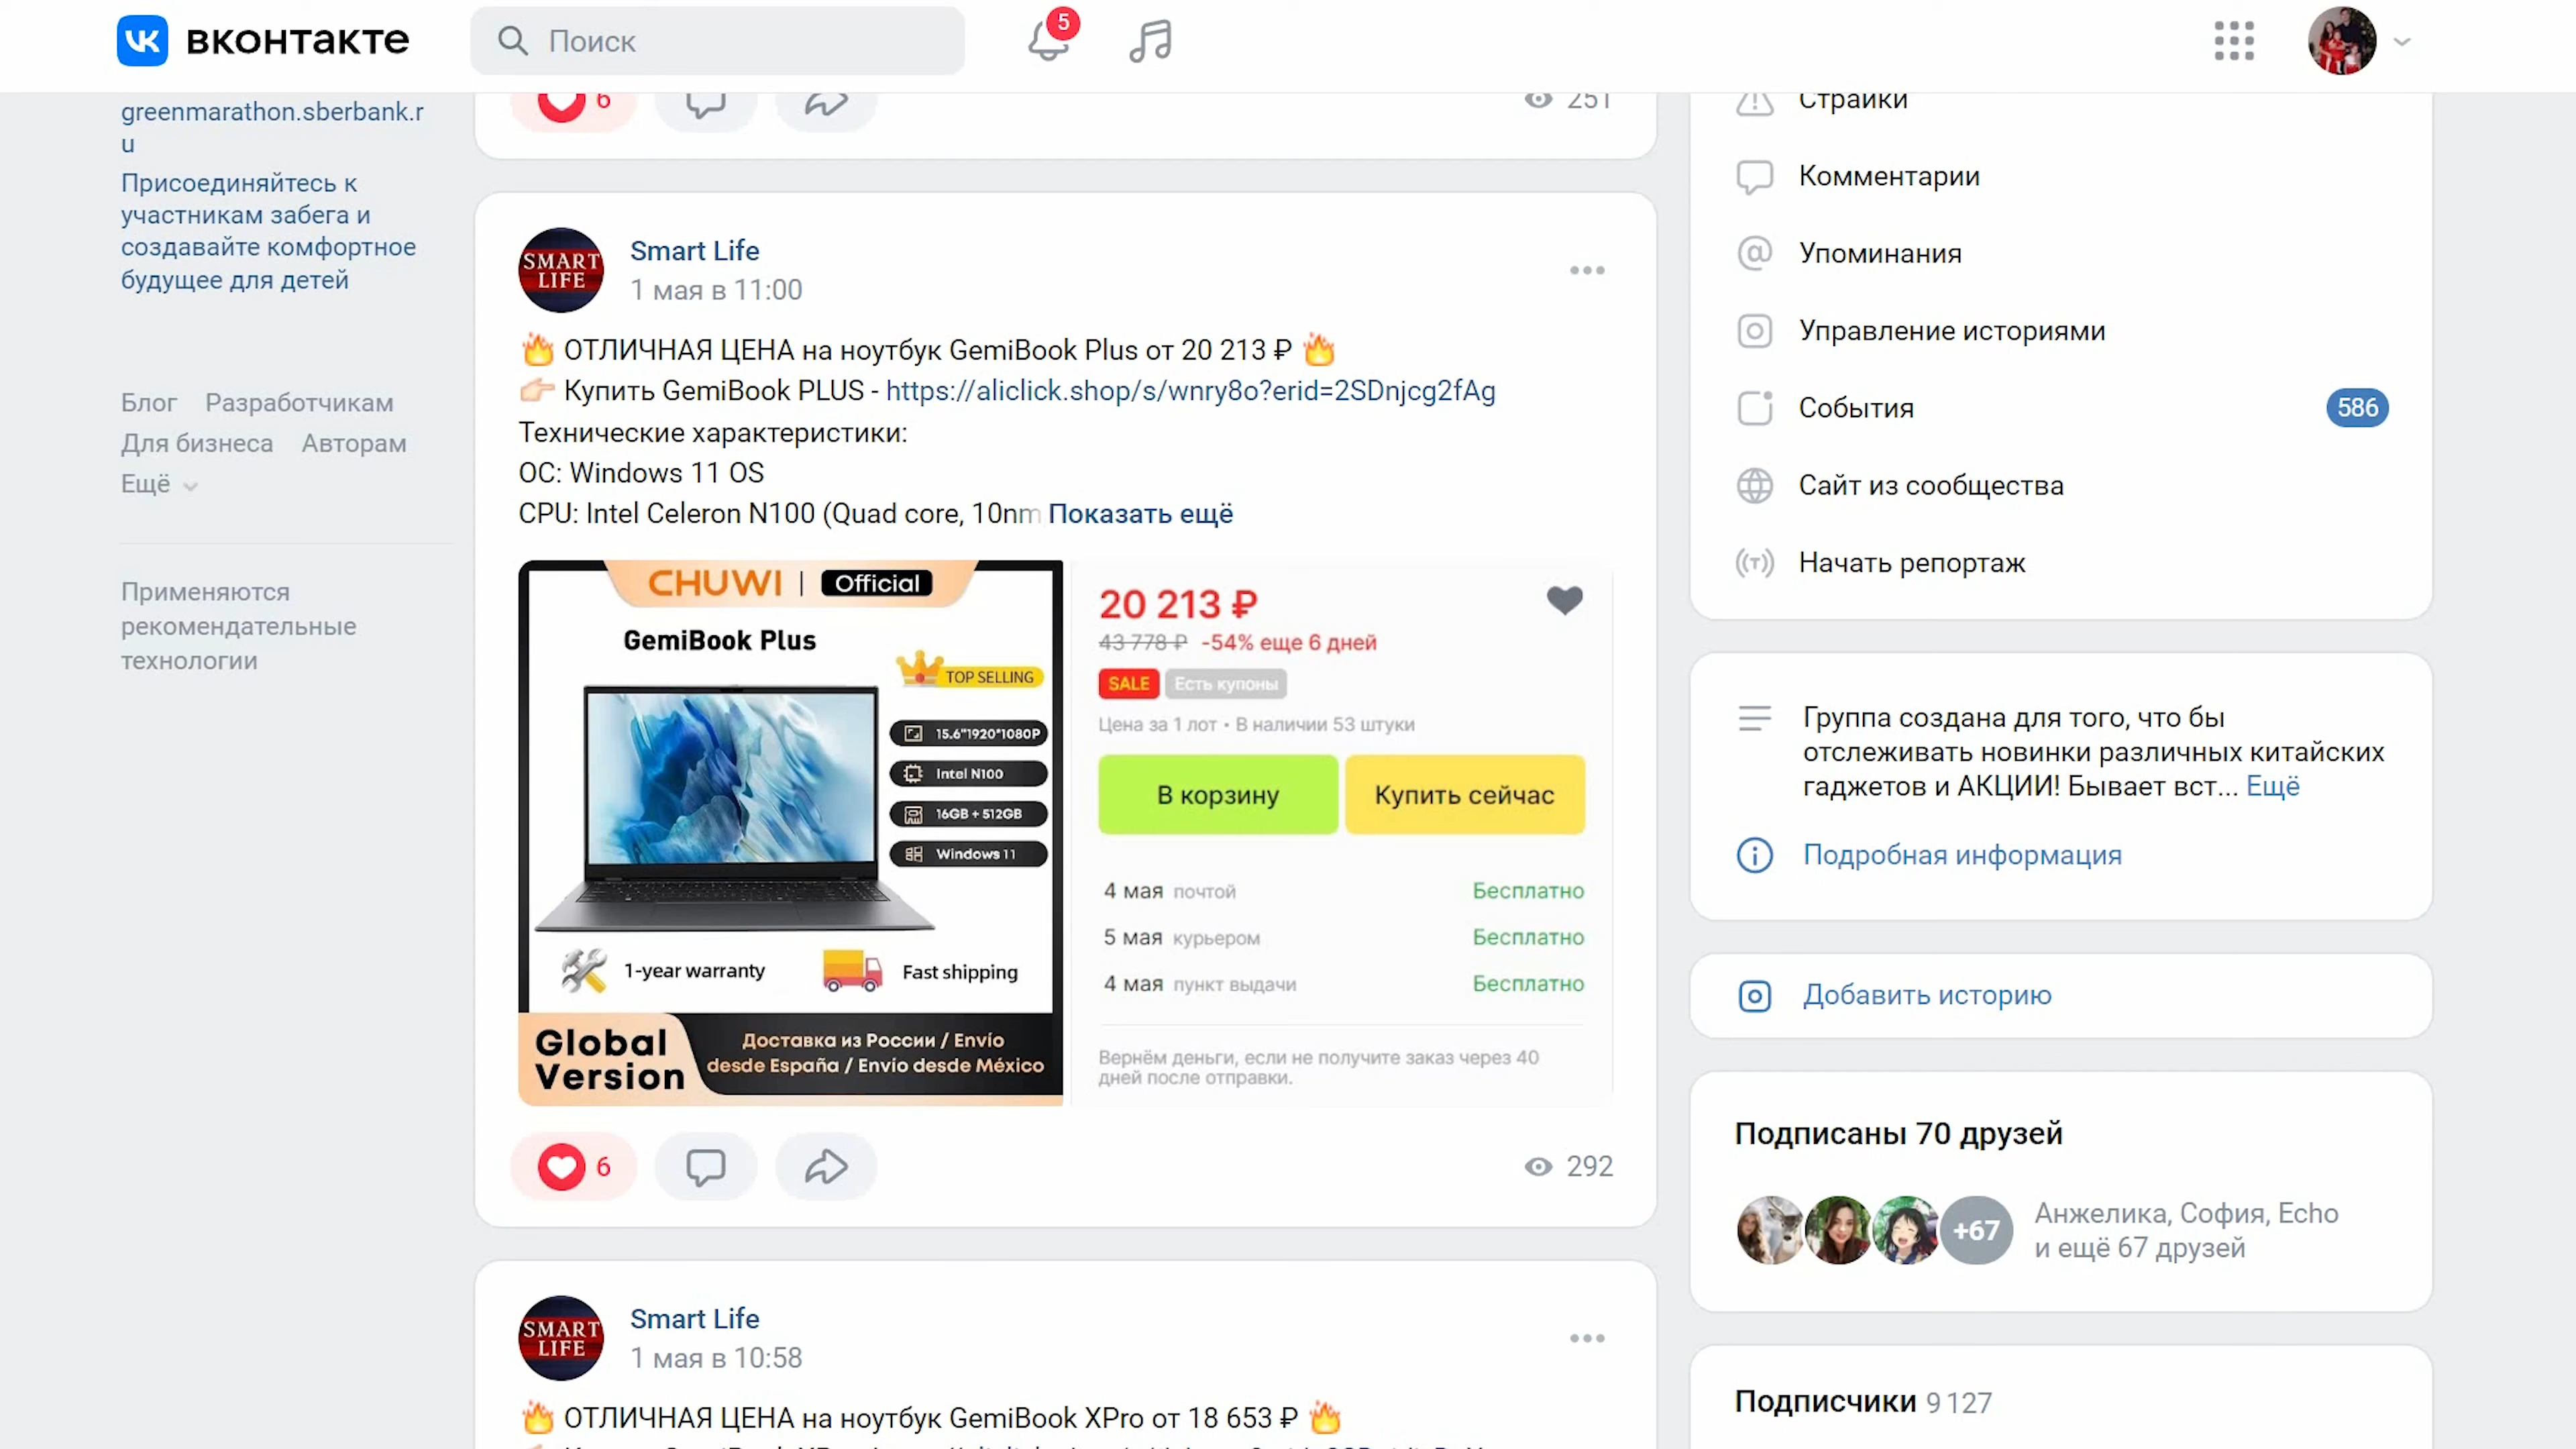 вконтакте
Поиск
5
greenmarathon.sberbank.r
u
Присоединяйтесь к
участникам забега и
создавайте комфортное
будущее для детей
Блог Разработчикам
Для бизнеса Авторам
Ещё
Применяются
рекомендательные
технологии
6
251
SMART
LIFE
Smart Life
1 мая в 11:00
🔥 ОТЛИЧНАЯ ЦЕНА на ноутбук GemiBook Plus от 20 213 ₽ 🔥
👉 Купить GemiBook PLUS - https://aliclick.shop/s/wnry8o?erid=2SDnjcg2fAg
Технические характеристики:
ОС: Windows 11 OS
CPU: Intel Celeron N100 (Quad core, 10nm Показать ещё
CHUWI | Official
GemiBook Plus
TOP SELLING
15.6"1920*1080P
Intel N100
16GB + 512GB
Windows 11
1-year warranty
Fast shipping
Global
Version
Доставка из России / Envío
desde España / Envío desde México
20 213 ₽
43 778 ₽ -54% еще 6 дней
SALE Есть купоны
Цена за 1 лот • В наличии 53 штуки
В корзину
Купить сейчас
4 мая почтой Бесплатно
5 мая курьером Бесплатно
4 мая пункт выдачи Бесплатно
Вернём деньги, если не получите заказ через 40
дней после отправки.
6
292
SMART
LIFE
Smart Life
1 мая в 10:58
🔥 ОТЛИЧНАЯ ЦЕНА на ноутбук GemiBook XPro от 18 653 ₽ 🔥
Страйки
Комментарии
Упоминания
Управление историями
События 586
Сайт из сообщества
Начать репортаж
Группа создана для того, что бы
отслеживать новинки различных китайских
гаджетов и АКЦИИ! Бывает вст... Ещё
Подробная информация
Добавить историю
Подписаны 70 друзей
+67
Анжелика, София, Echo
и ещё 67 друзей
Подписчики 9 127